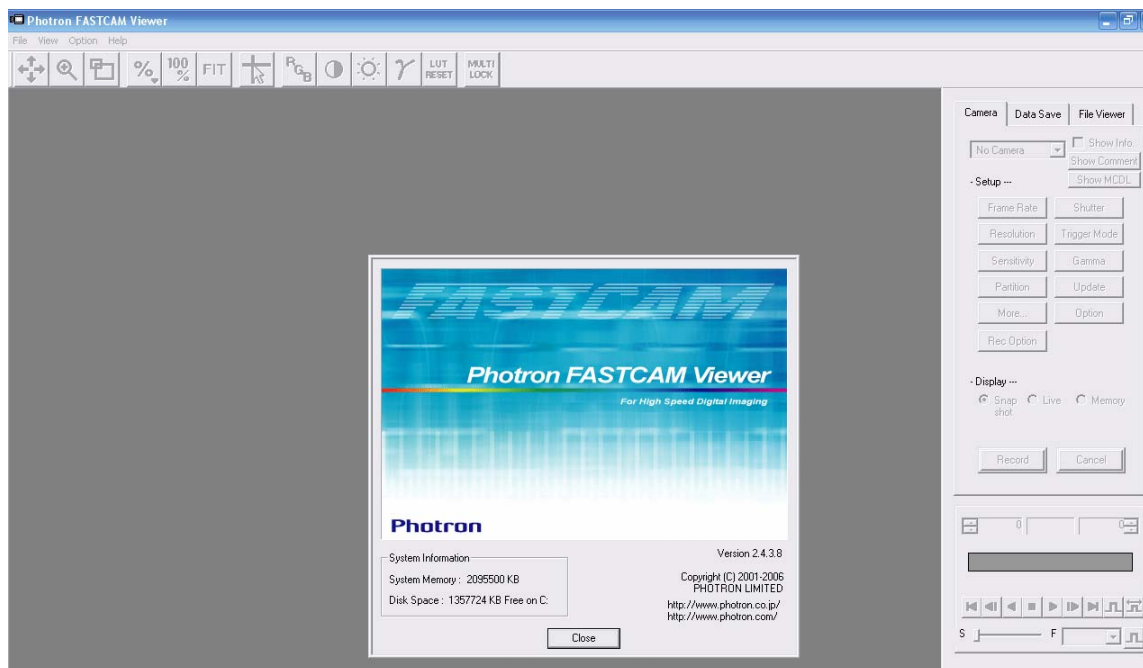 Photron FASTCAM Viewer
File View Option Help
% 100 % FIT R G B γ LUT RESET MULTI LOCK
Camera Data Save File Viewer
No Camera Show Info.
Show Comment
- Setup --- Show MCDL
Frame Rate Shutter
Resolution Trigger Mode
Sensitivity Gamma
Partition Update
More... Option
Rec Option
- Display ---
Snap shot Live Memory
Record Cancel
0 0
S F
FASTCAM
Photron FASTCAM Viewer
For High Speed Digital Imaging
Photron
System Information
System Memory : 2095500 KB
Disk Space : 1357724 KB Free on C:
Version 2.4.3.8
Copyright (C) 2001-2006
PHOTRON LIMITED
http://www.photron.co.jp/
http://www.photron.com/
Close